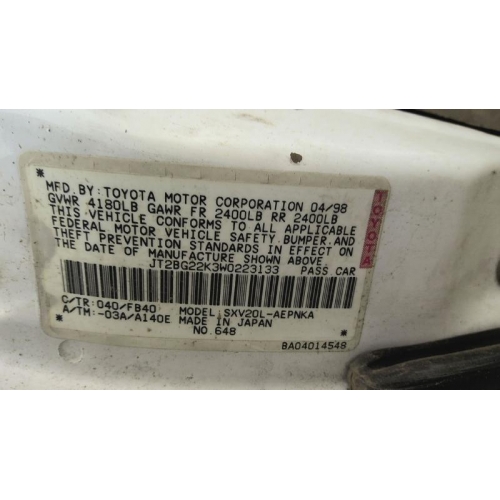 MFD. BY: TOYOTA MOTOR CORPORATION 04/98
GVWR 4180LB GAWR FR 2400LB RR 2400LB
THIS VEHICLE CONFORMS TO ALL APPLICABLE
FEDERAL MOTOR VEHICLE SAFETY, BUMPER, AND
THEFT PREVENTION STANDARDS IN EFFECT ON
THE DATE OF MANUFACTURE SHOWN ABOVE.
* JT2BG22K3W0223133 PASS CAR
C/TR: 040/FB40 MODEL: SXV20L-AEPNKA
A/TM: -03A/A140E MADE IN JAPAN
* NO. 648 *
BA04014548
TOYOTA